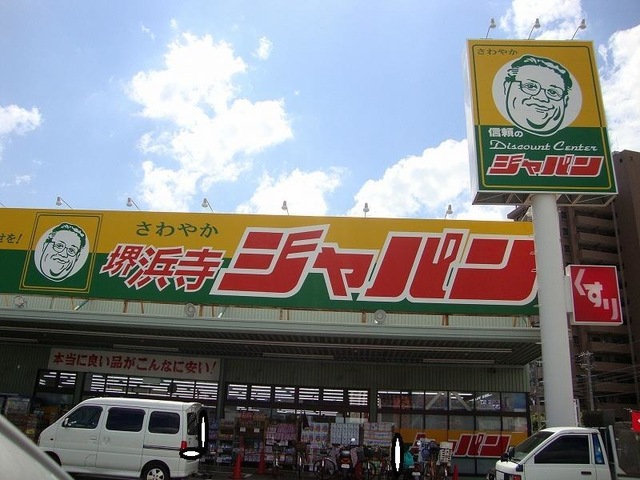 さわやか
信頼の
Discount Center
ジャパン
さわやか
堺浜寺ジャパン
くすり
本当に良い品がこんなに安い!
ジャパン